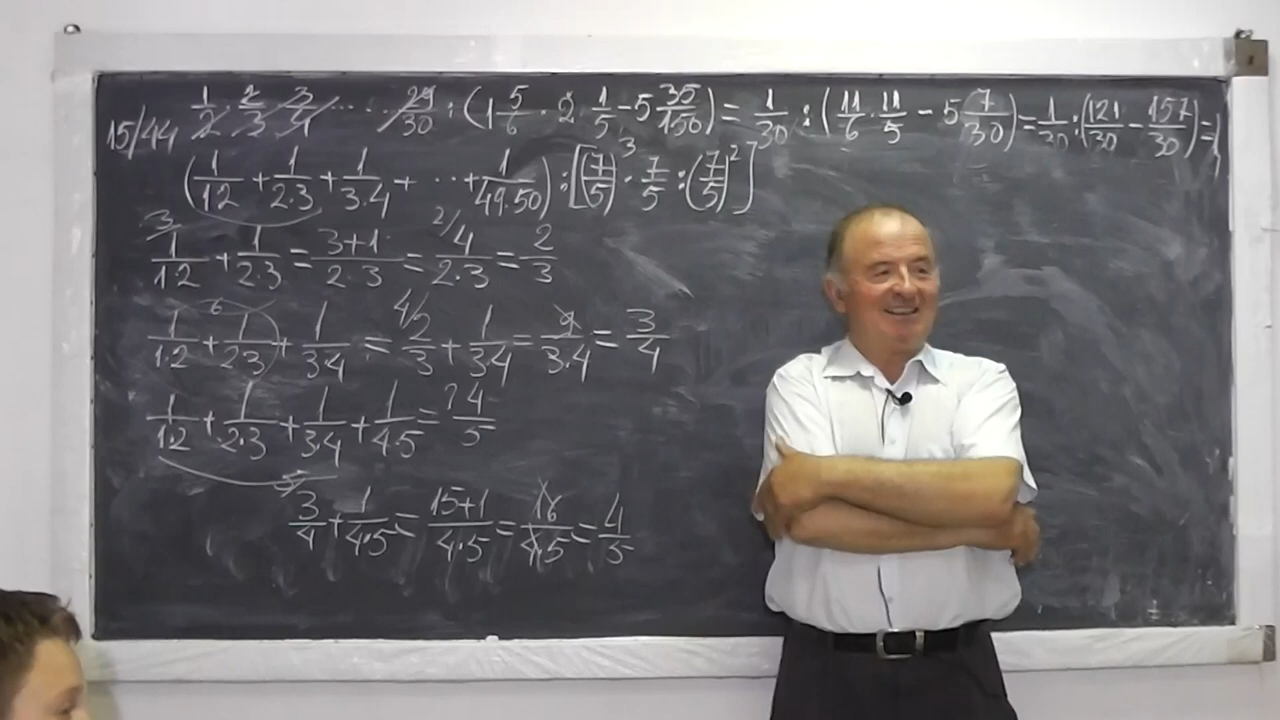 15/44 1/2 · 2/3 · 3/4 · ... · 29/30 : (1 5/6 · 2 · 1/5 - 5 35/150) = 1/30 : (11/6 · 11/5 - 5 7/30) = 1/30 : (121/30 - 157/30) =
(1/1·2 + 1/2·3 + 1/3·4 + ... + 1/49·50) : [(7/5)³ · 7/5 : (7/5)²]
3/ 1/1·2 + 1/2·3 = 3+1/2·3 = 2/ 4/2·3 = 2/3
1/1·2 + 1/2·3 + 1/3·4 = 4/ 2/3 + 1/3·4 = 9/3·4 = 3/4
1/1·2 + 1/2·3 + 1/3·4 + 1/4·5 = ? 4/5
3/4 + 1/4·5 = 15+1/4·5 = 16/4·5 = 4/5